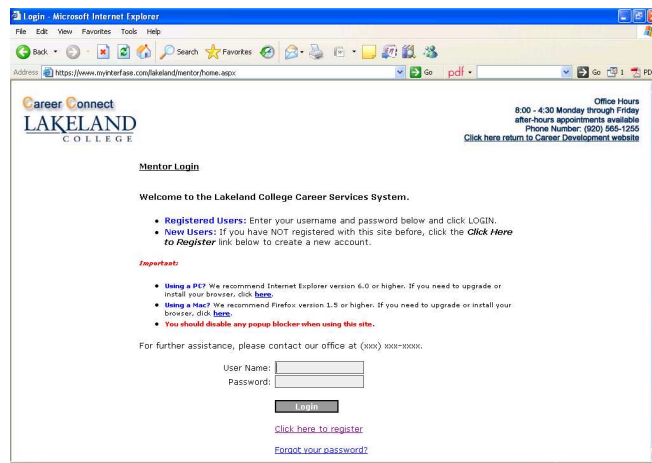 Login - Microsoft Internet Explorer
File Edit View Favorites Tools Help
Back Search Favorites
Address https://www.myinterfase.com/lakeland/mentor/home.aspx Go pdf Go 1 PD
Career Connect
LAKELAND
COLLEGE
Office Hours
8:00 - 4:30 Monday through Friday
after-hours appointments available
Phone Number: (920) 565-1255
Click here return to Career Development website
Mentor Login
Welcome to the Lakeland College Career Services System.
• Registered Users: Enter your username and password below and click LOGIN.
• New Users: If you have NOT registered with this site before, click the Click Here
to Register link below to create a new account.
Important:
• Using a PC? We recommend Internet Explorer version 6.0 or higher. If you need to upgrade or
install your browser, click here.
• Using a Mac? We recommend Firefox version 1.5 or higher. If you need to upgrade or install your
browser, click here.
• You should disable any popup blocker when using this site.
For further assistance, please contact our office at (xxx) xxx-xxxx.
User Name:
Password:
Login
Click here to register
Forgot your password?